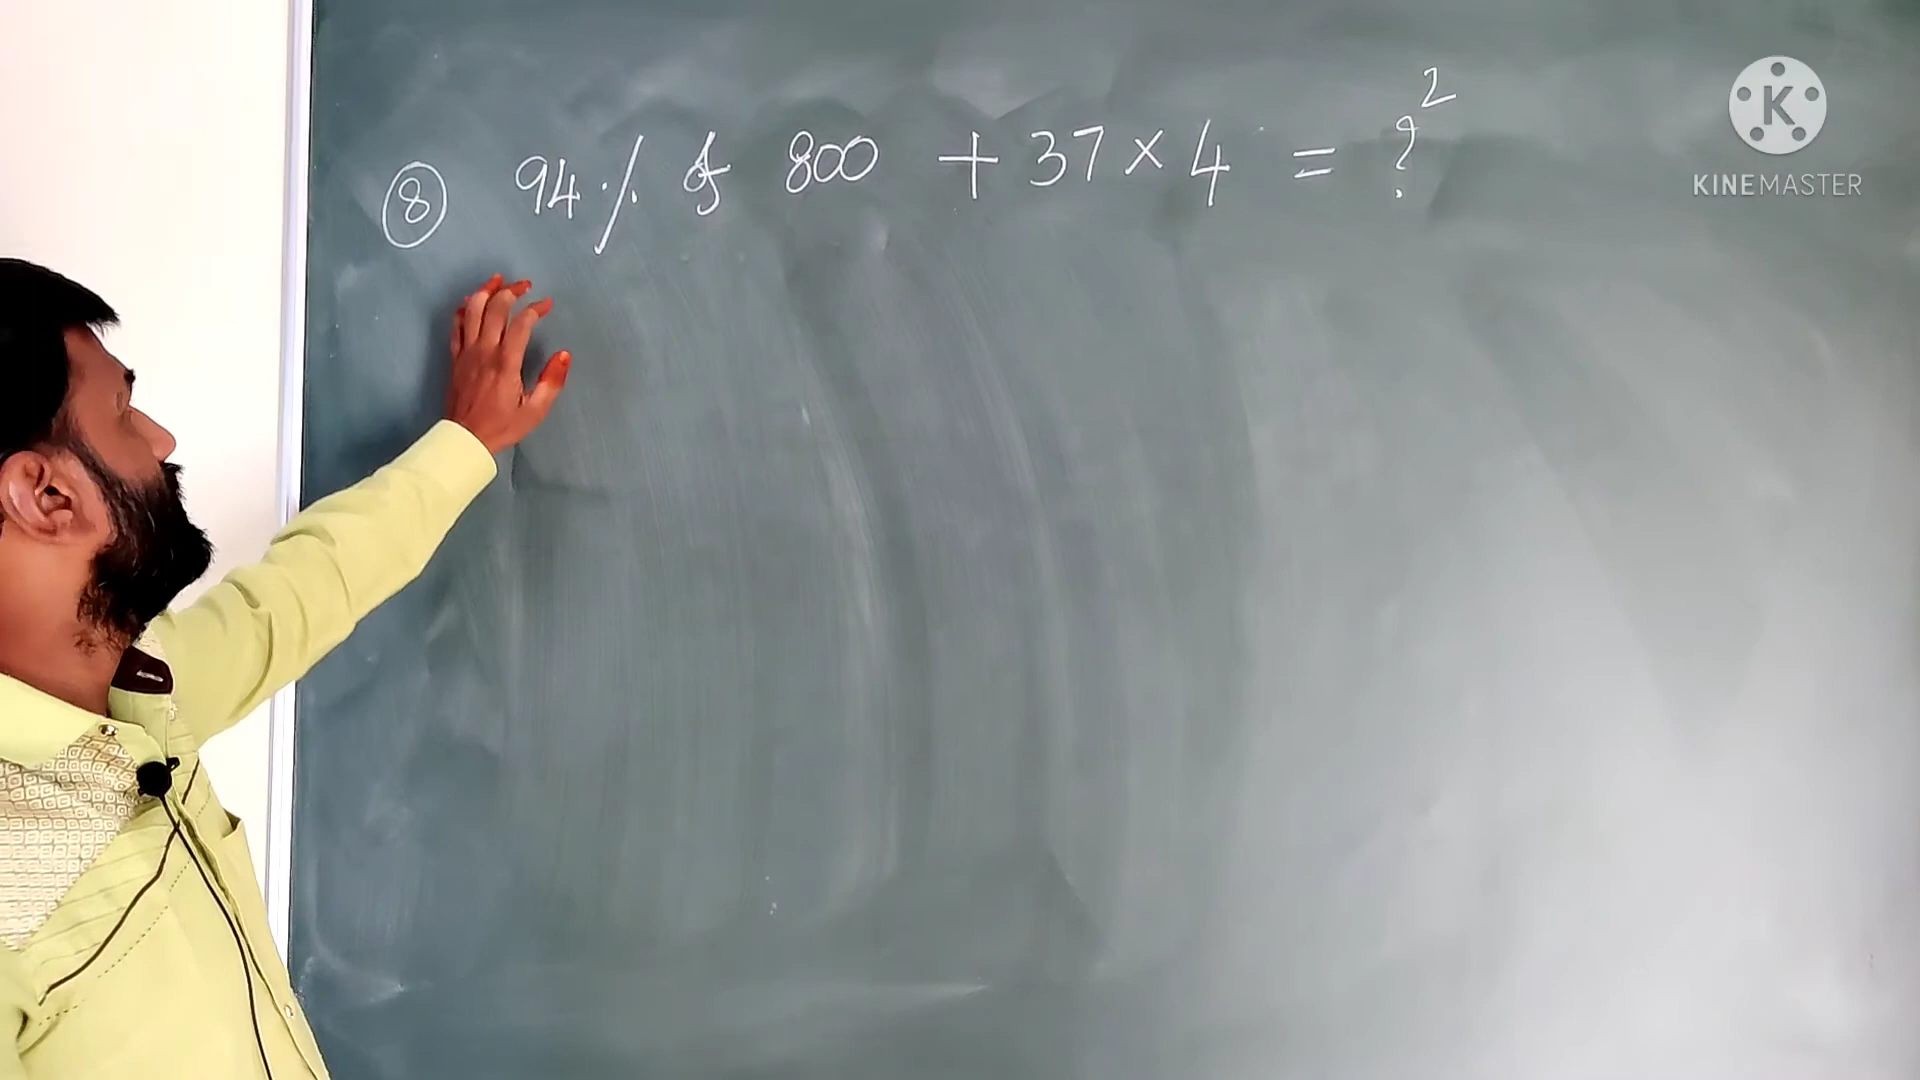 ⑧ 94% of 800 + 37 × 4 = ?²
K
KINEMASTER